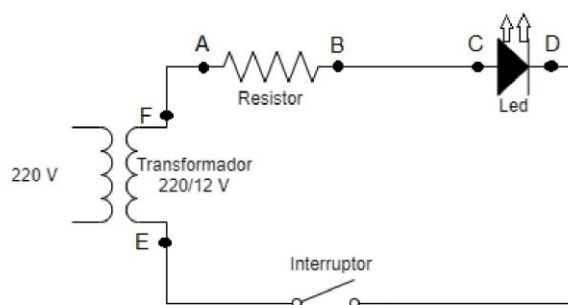 A
B
C
D
Resistor
Led
F
220 V
Transformador
220/12 V
E
Interruptor